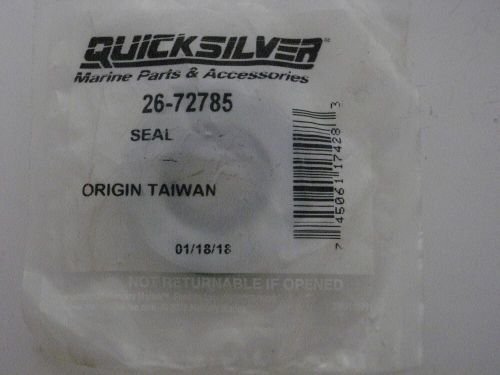 QUICKSILVER™
Marine Parts & Accessories
26-72785
SEAL
ORIGIN TAIWAN
01/18/18
7 45061 17428 3
NOT RETURNABLE IF OPENED